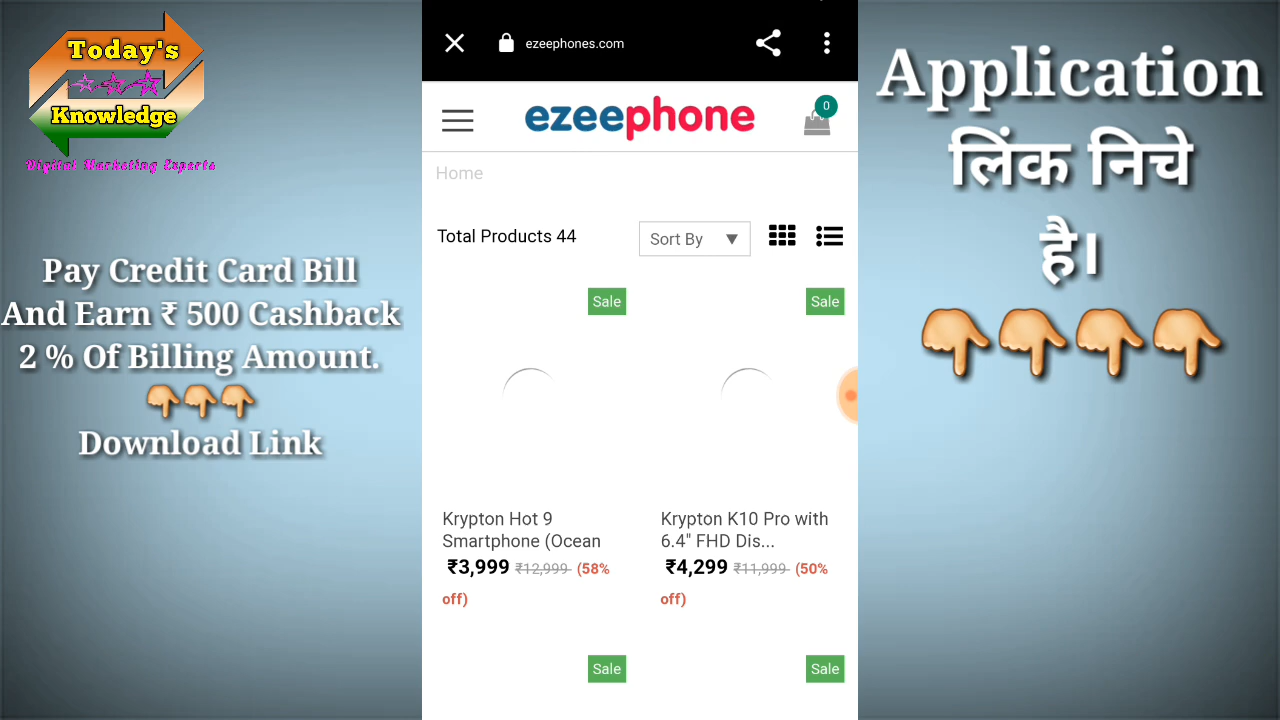 Today's
Knowledge
Digital Marketing Experts
Pay Credit Card Bill
And Earn ₹ 500 Cashback
2 % Of Billing Amount.
Download Link
ezeephones.com
ezeephone
0
Home
Total Products 44
Sort By
Sale
Sale
Krypton Hot 9
Smartphone (Ocean
₹3,999 ₹12,999 (58%
off)
Krypton K10 Pro with
6.4" FHD Dis...
₹4,299 ₹11,999 (50%
off)
Sale
Sale
Application
लिंक निचे
है।